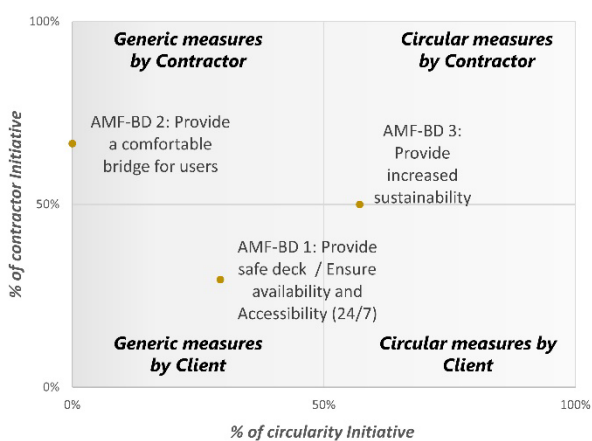 100%
Generic measures
by Contractor
Circular measures
by Contractor
AMF-BD 2: Provide
a comfortable
bridge for users
AMF-BD 3:
Provide
increased
sustainability
50%
AMF-BD 1: Provide
safe deck / Ensure
availability and
Accessibility (24/7)
Generic measures
by Client
Circular measures by
Client
0%
0%
50%
100%
% of contractor Initiative
% of circularity Initiative